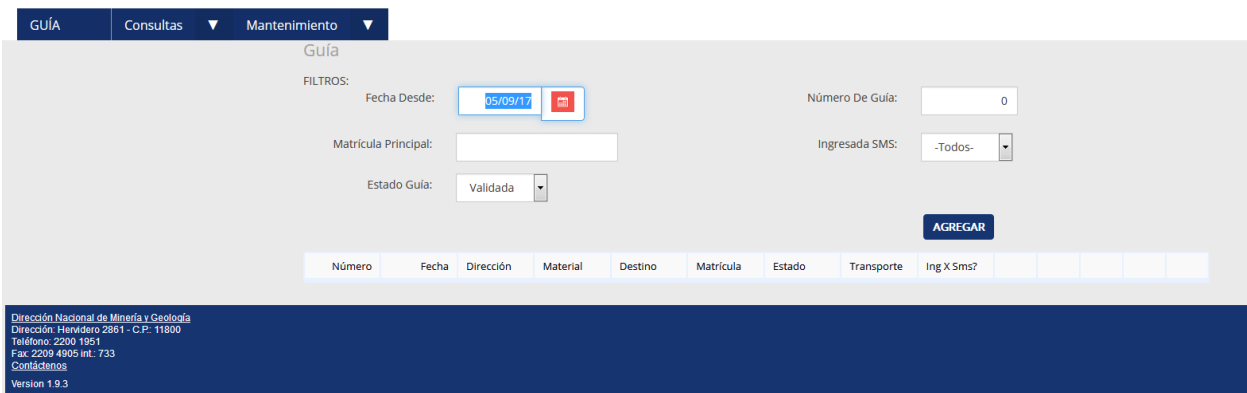 GUÍA Consultas ▼ Mantenimiento ▼
Guía
FILTROS:
Fecha Desde: 05/09/17 Número De Guía: 0
Matrícula Principal: Ingresada SMS: -Todos-
Estado Guía: Validada
AGREGAR
Número Fecha Dirección Material Destino Matrícula Estado Transporte Ing X Sms?
Dirección Nacional de Minería y Geología
Dirección: Hervidero 2861 - C.P.: 11800
Teléfono: 2200 1951
Fax: 2209 4905 int.: 733
Contáctenos
Version 1.9.3